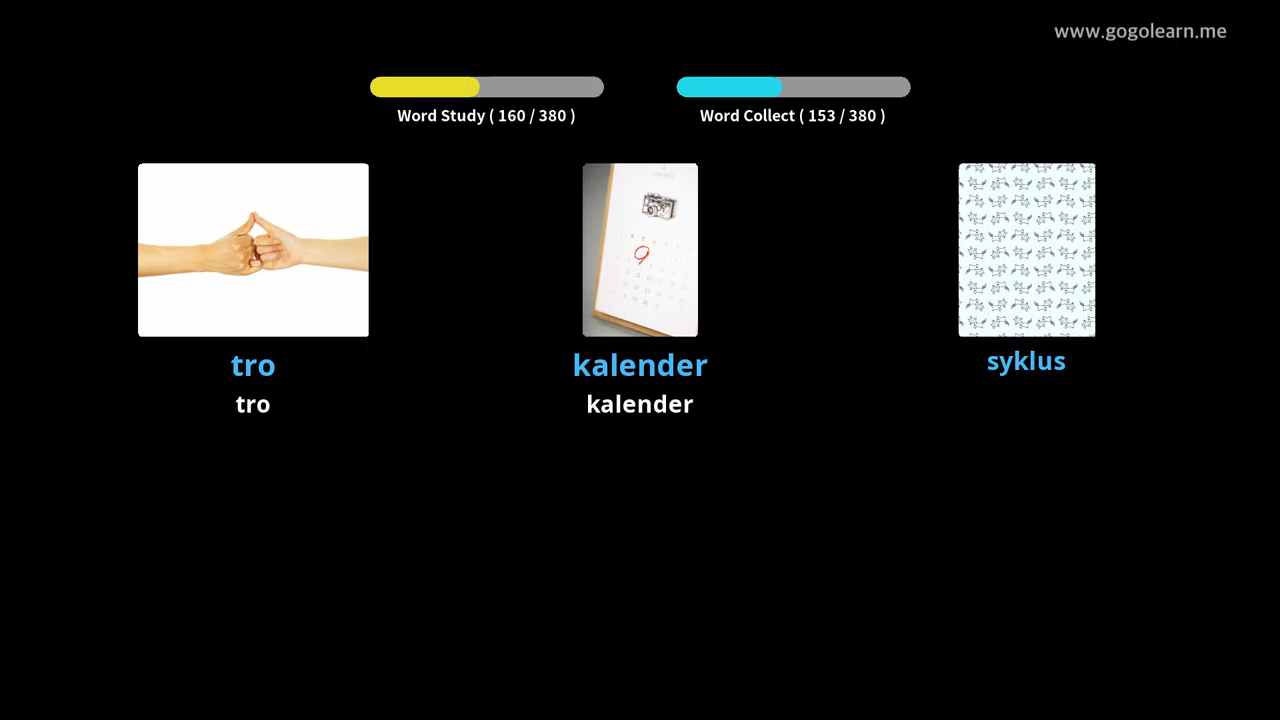 www.gogolearn.me
Word Study ( 160 / 380 )
Word Collect ( 153 / 380 )
tro
kalender
syklus
tro
kalender